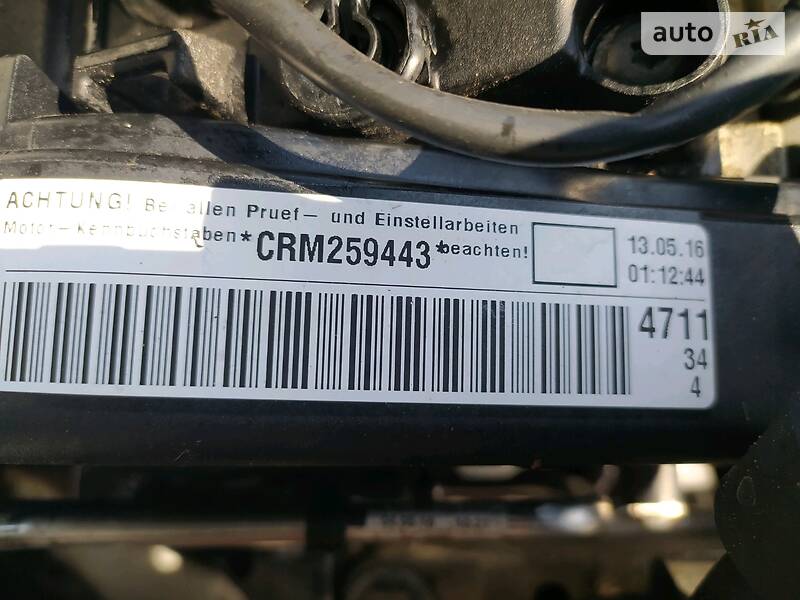 auto RIA
ACHTUNG! Bei allen Pruef- und Einstellarbeiten
Motor-Kennbuchstaben *CRM259443* beachten!
13.05.16
01:12:44
4711
34
4